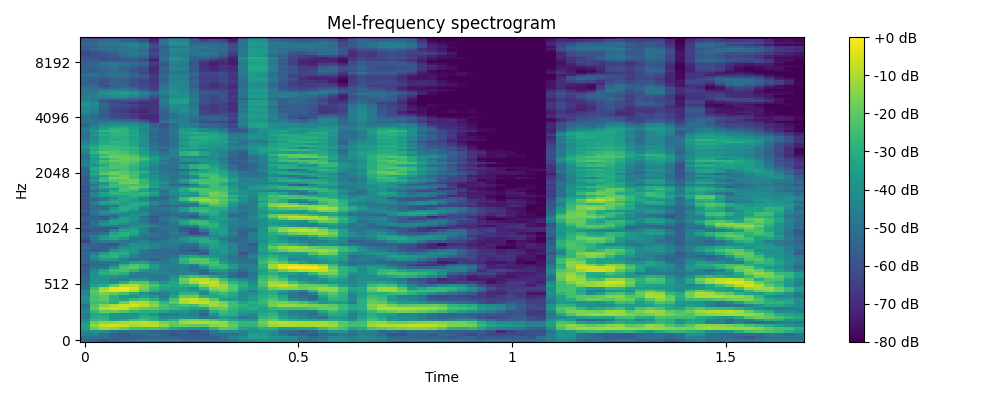 Mel-frequency spectrogram
Hz
8192
4096
2048
1024
512
0
0
0.5
1
1.5
Time
+0 dB
-10 dB
-20 dB
-30 dB
-40 dB
-50 dB
-60 dB
-70 dB
-80 dB